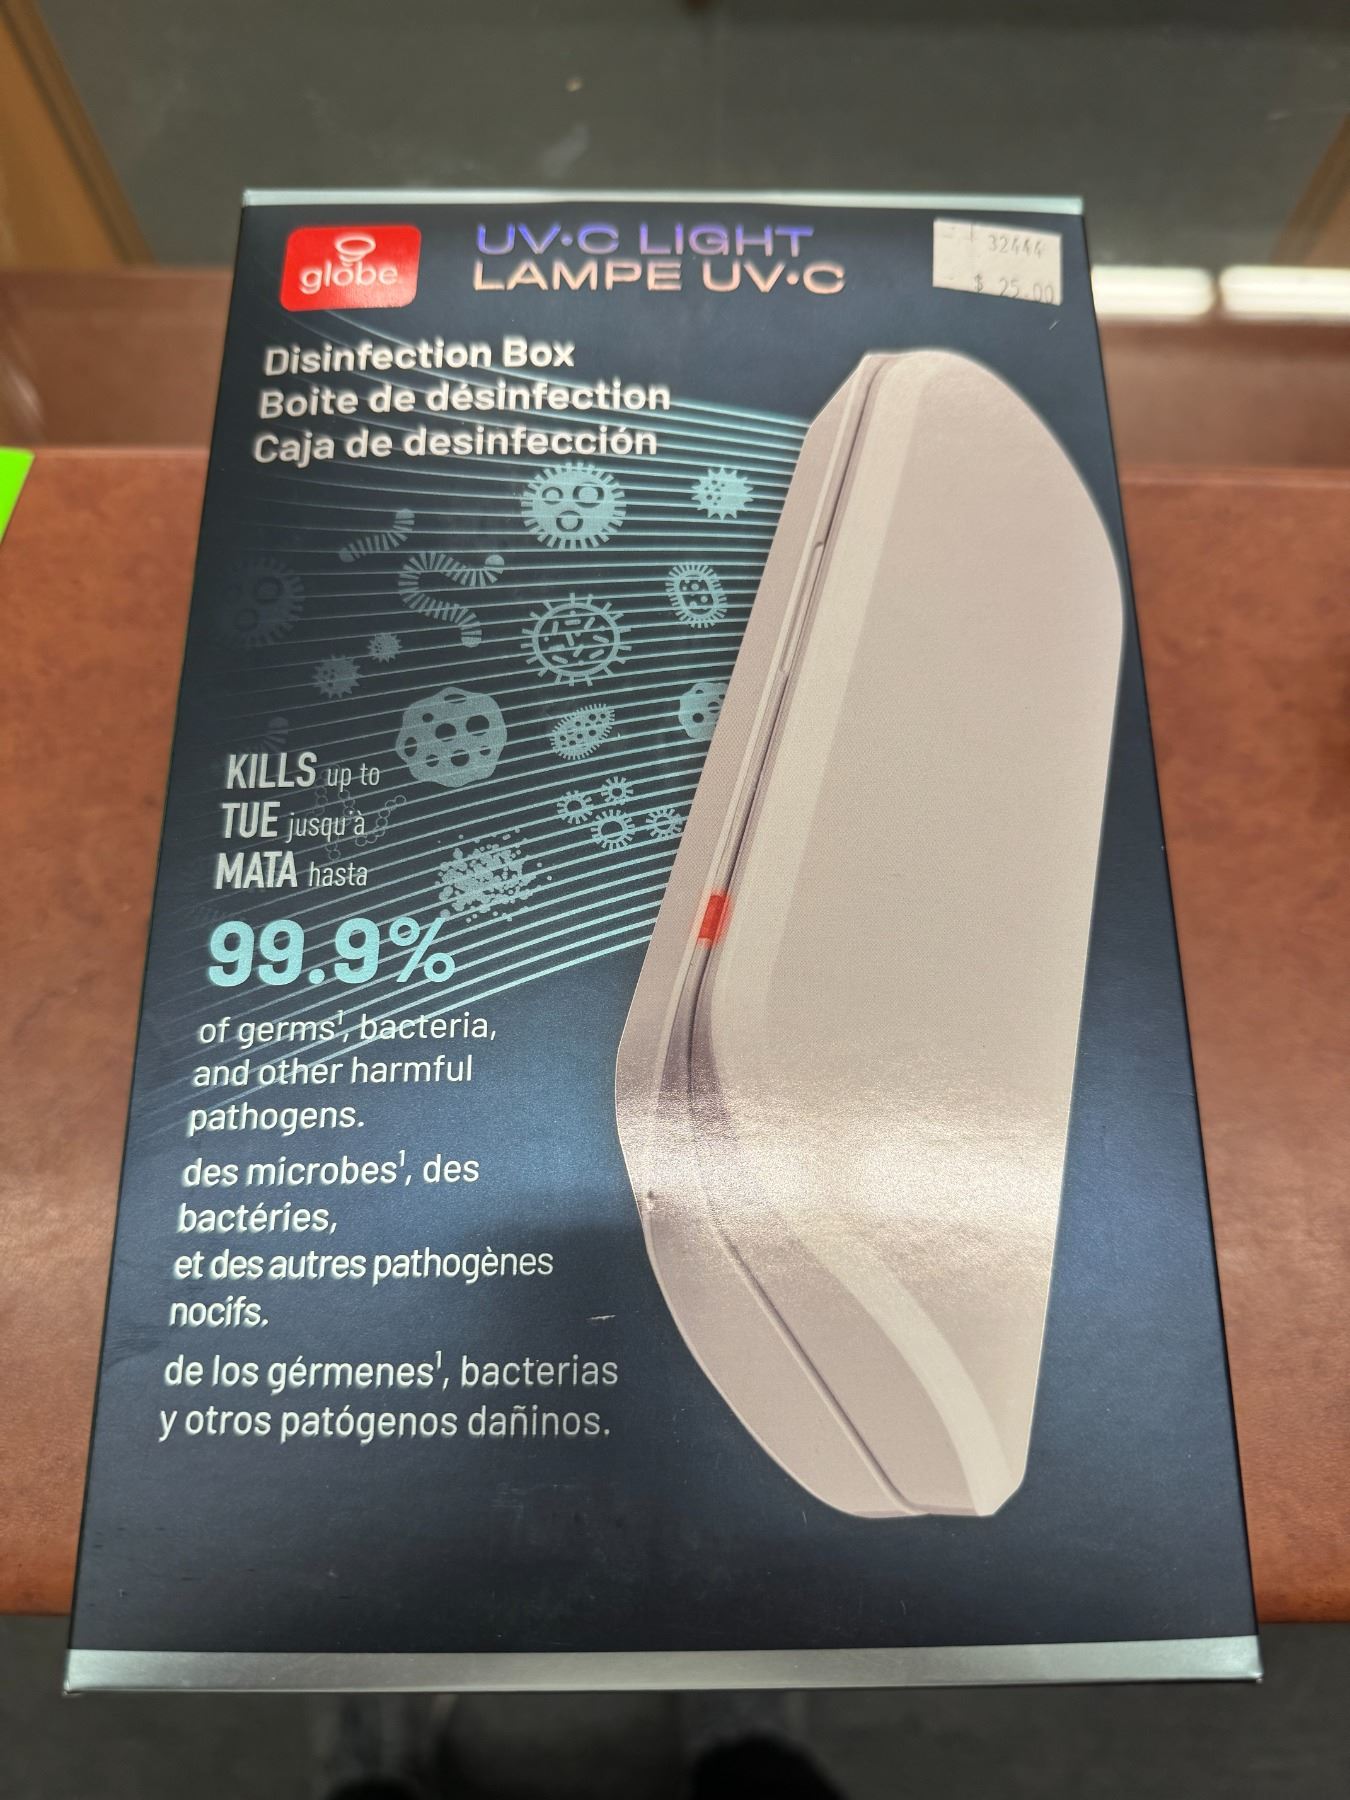 globe
UV•C LIGHT
LAMPE UV•C
32444
$ 25.00
Disinfection Box
Boite de désinfection
Caja de desinfección
KILLS up to
TUE jusqu'à
MATA hasta
99.9%
of germs¹, bacteria,
and other harmful
pathogens.
des microbes¹, des
bactéries,
et des autres pathogènes
nocifs.
de los gérmenes¹, bacterias
y otros patógenos dañinos.